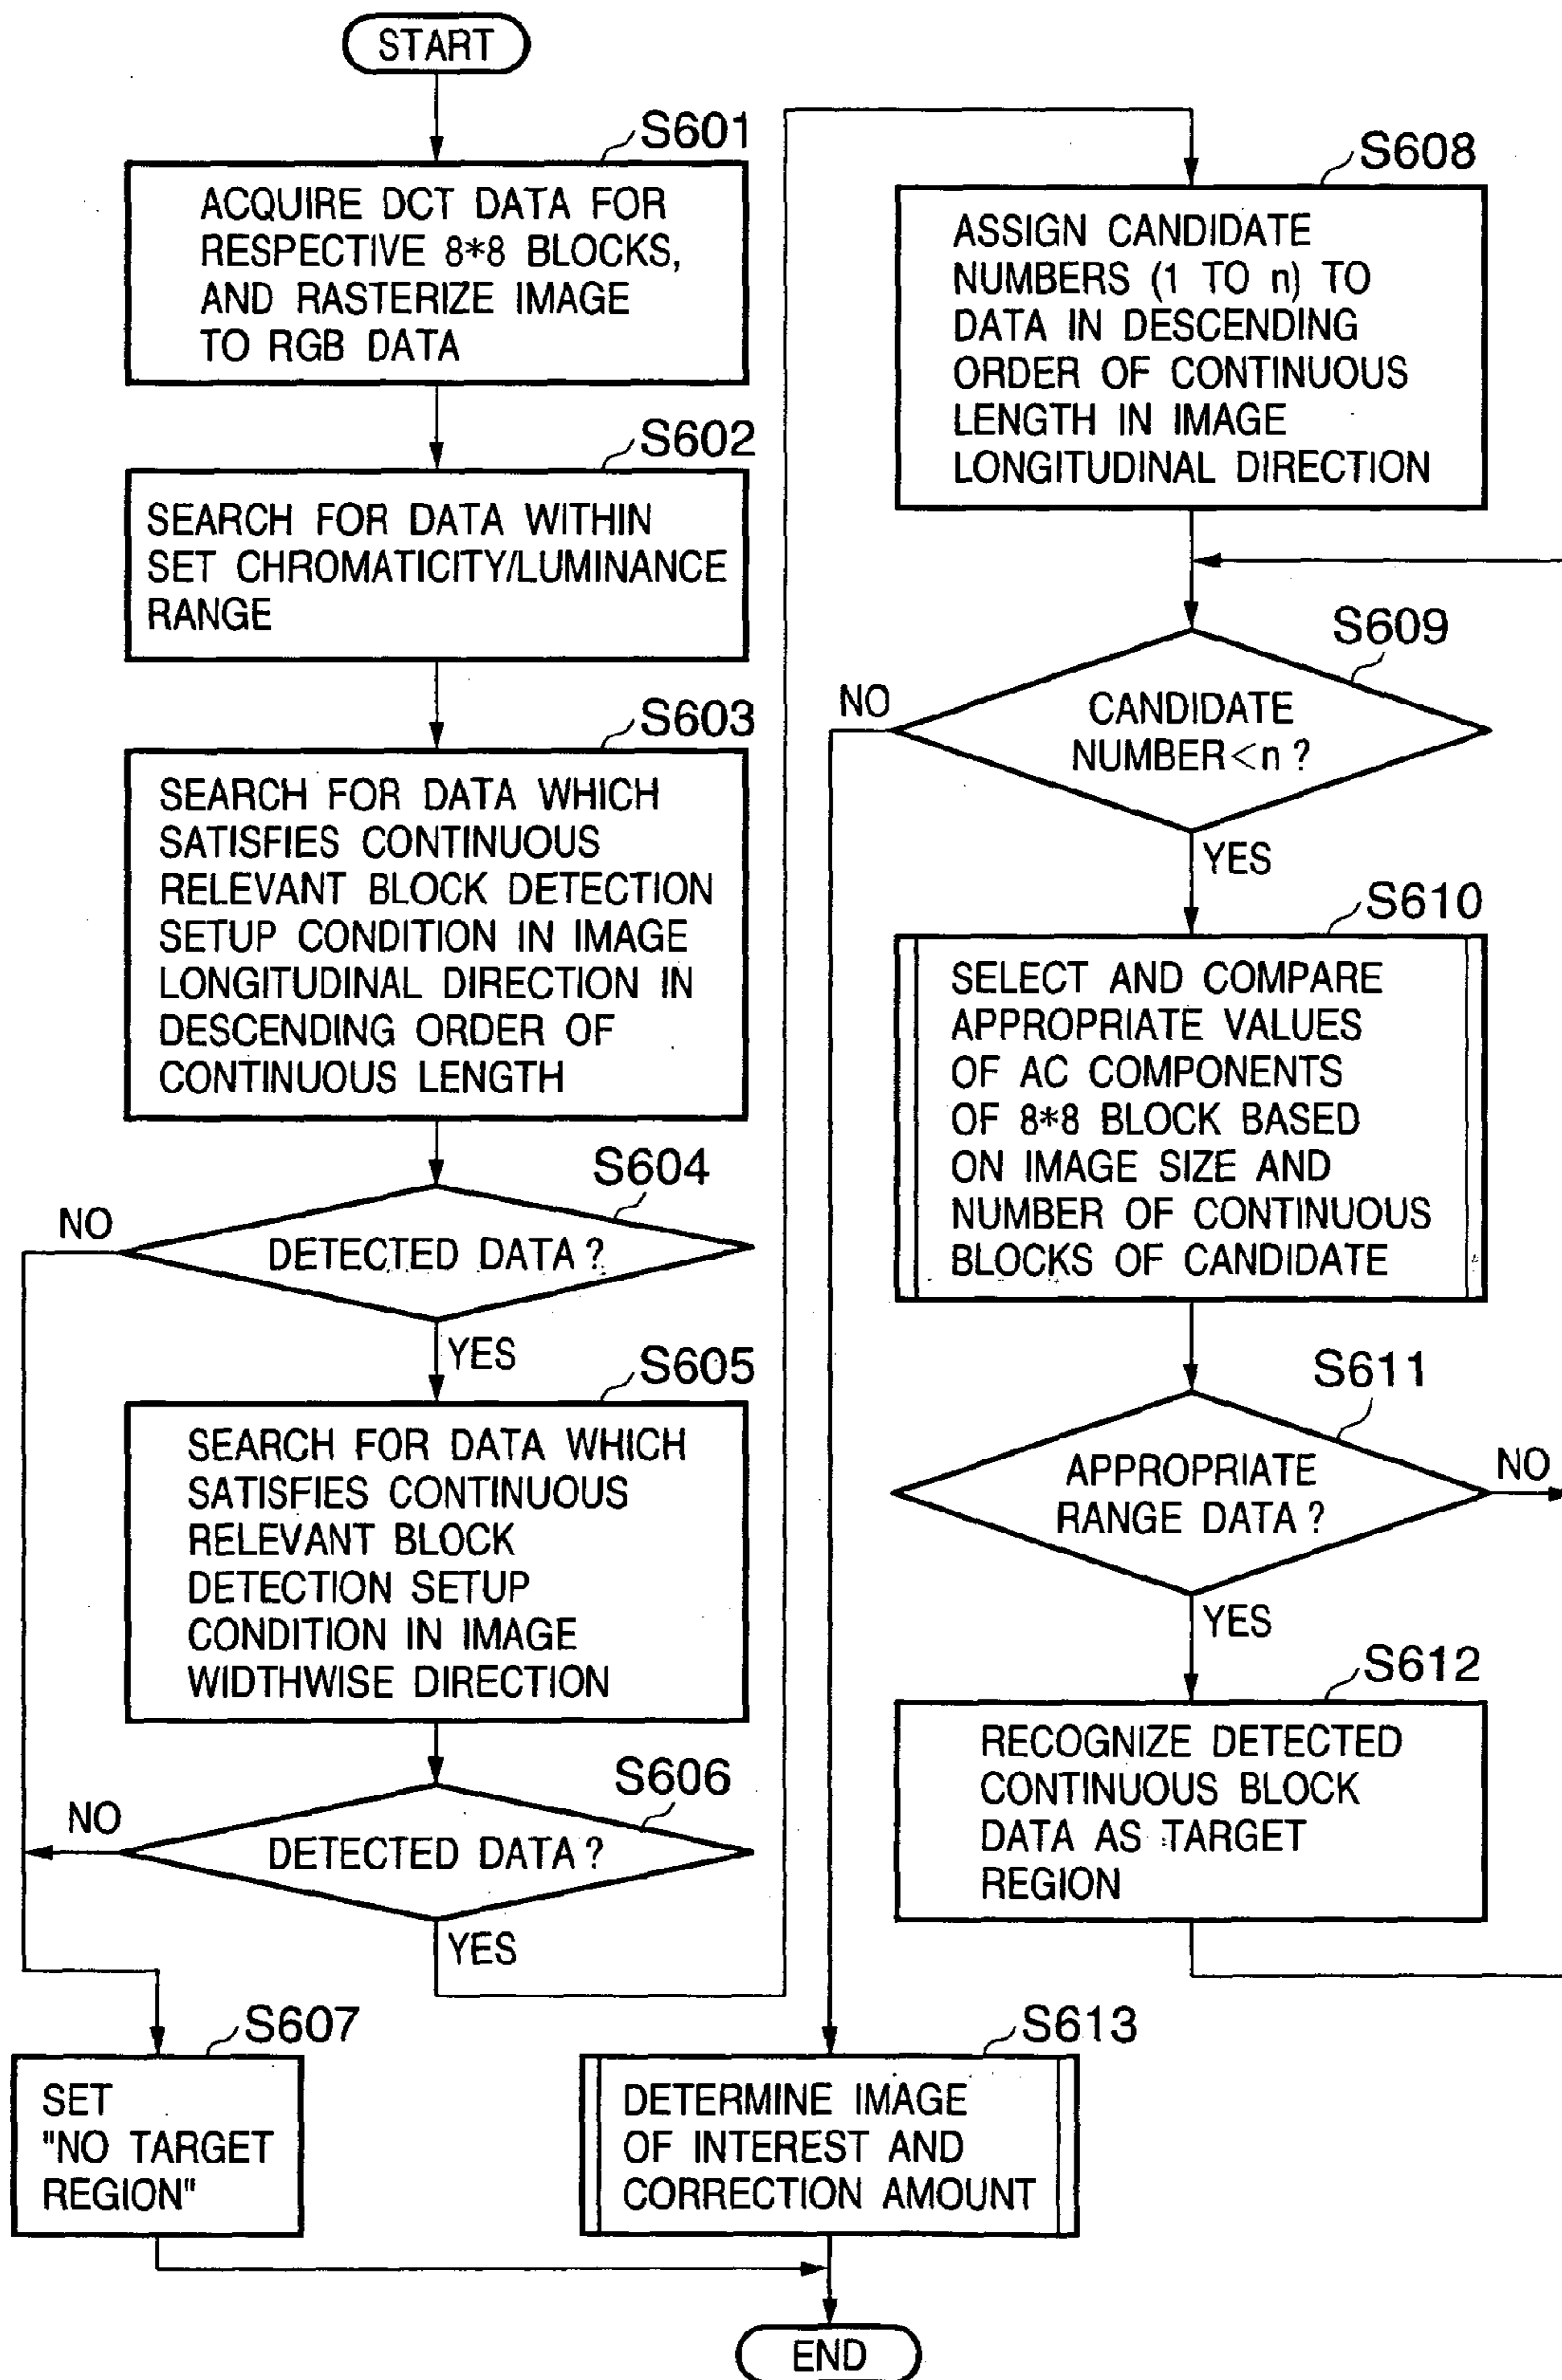 START
S601
ACQUIRE DCT DATA FOR
RESPECTIVE 8*8 BLOCKS,
AND RASTERIZE IMAGE
TO RGB DATA
S602
SEARCH FOR DATA WITHIN
SET CHROMATICITY/LUMINANCE
RANGE
S603
SEARCH FOR DATA WHICH
SATISFIES CONTINUOUS
RELEVANT BLOCK DETECTION
SETUP CONDITION IN IMAGE
LONGITUDINAL DIRECTION IN
DESCENDING ORDER OF
CONTINUOUS LENGTH
S604
NO
DETECTED DATA?
YES
S605
SEARCH FOR DATA WHICH
SATISFIES CONTINUOUS
RELEVANT BLOCK
DETECTION SETUP
CONDITION IN IMAGE
WIDTHWISE DIRECTION
S606
NO
DETECTED DATA?
YES
S607
SET
"NO TARGET
REGION"
S608
ASSIGN CANDIDATE
NUMBERS (1 TO n) TO
DATA IN DESCENDING
ORDER OF CONTINUOUS
LENGTH IN IMAGE
LONGITUDINAL DIRECTION
S609
NO
CANDIDATE
NUMBER<n?
YES
S610
SELECT AND COMPARE
APPROPRIATE VALUES
OF AC COMPONENTS
OF 8*8 BLOCK BASED
ON IMAGE SIZE AND
NUMBER OF CONTINUOUS
BLOCKS OF CANDIDATE
S611
APPROPRIATE
RANGE DATA?
NO
YES
S612
RECOGNIZE DETECTED
CONTINUOUS BLOCK
DATA AS TARGET
REGION
S613
DETERMINE IMAGE
OF INTEREST AND
CORRECTION AMOUNT
END